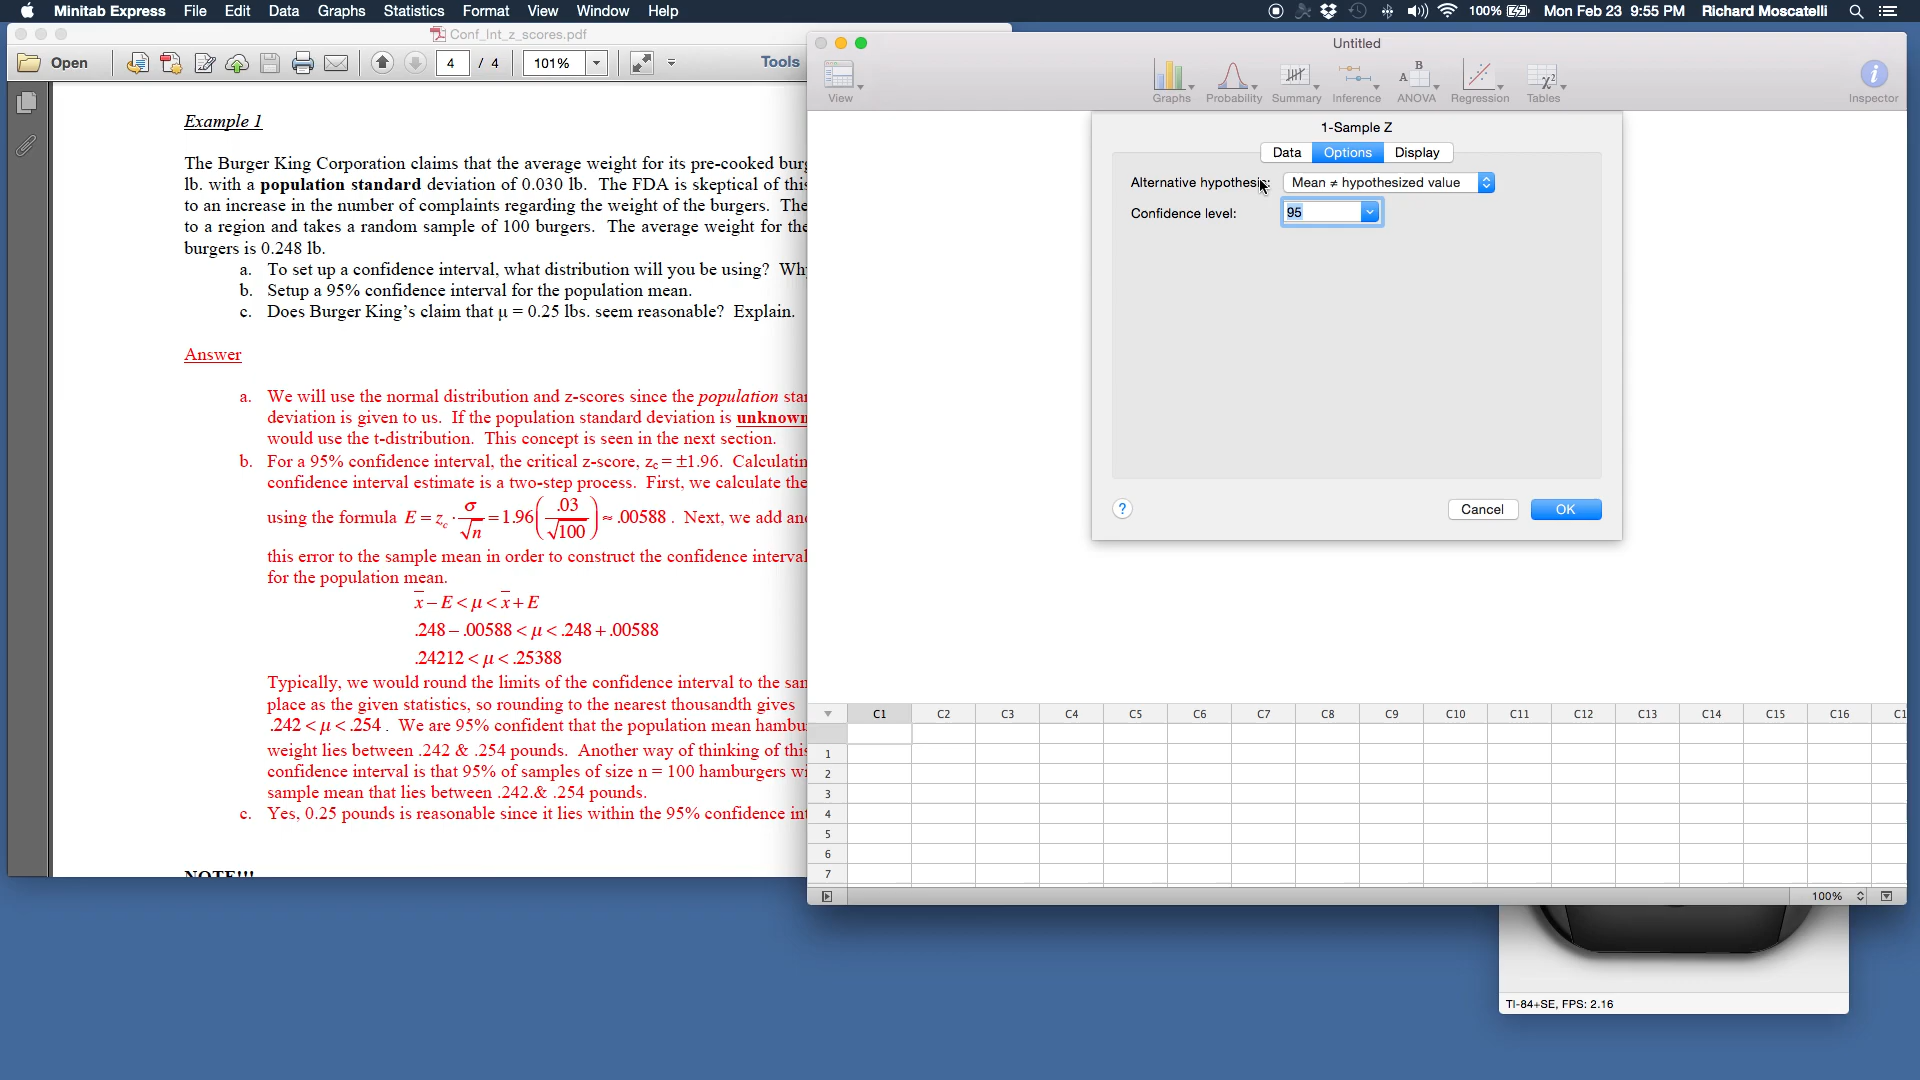 Minitab Express File Edit Data Graphs Statistics Format View Window Help 100% Mon Feb 23 9:55 PM Richard Moscatelli
Conf_Int_z_scores.pdf
Open 4 / 4 101% Tools
Example 1
The Burger King Corporation claims that the average weight for its pre-cooked bur
lb. with a population standard deviation of 0.030 lb. The FDA is skeptical of this
to an increase in the number of complaints regarding the weight of the burgers. The
to a region and takes a random sample of 100 burgers. The average weight for the
burgers is 0.248 lb.
a. To set up a confidence interval, what distribution will you be using? Wh
b. Setup a 95% confidence interval for the population mean.
c. Does Burger King's claim that μ = 0.25 lbs. seem reasonable? Explain.
Answer
a. We will use the normal distribution and z-scores since the population sta
deviation is given to us. If the population standard deviation is unknown
would use the t-distribution. This concept is seen in the next section.
b. For a 95% confidence interval, the critical z-score, zc = ±1.96. Calculatin
confidence interval estimate is a two-step process. First, we calculate the
using the formula E = zc · σ/√n = 1.96(.03/√100) ≈ .00588 . Next, we add an
this error to the sample mean in order to construct the confidence interval
for the population mean.
x̄ – E < μ < x̄ + E
.248 – .00588 < μ < .248 + .00588
.24212 < μ < .25388
Typically, we would round the limits of the confidence interval to the sam
place as the given statistics, so rounding to the nearest thousandth gives
.242 < μ < .254 . We are 95% confident that the population mean hambu
weight lies between .242 & .254 pounds. Another way of thinking of this
confidence interval is that 95% of samples of size n = 100 hamburgers wi
sample mean that lies between .242.& .254 pounds.
c. Yes, 0.25 pounds is reasonable since it lies within the 95% confidence int
NOTE!!!
Untitled
View Graphs Probability Summary Inference ANOVA Regression Tables Inspector
1-Sample Z
Data Options Display
Alternative hypothesis: Mean ≠ hypothesized value
Confidence level: 95
? Cancel OK
C1 C2 C3 C4 C5 C6 C7 C8 C9 C10 C11 C12 C13 C14 C15 C16 C1
1
2
3
4
5
6
7
100%
TI-84+SE, FPS: 2.16